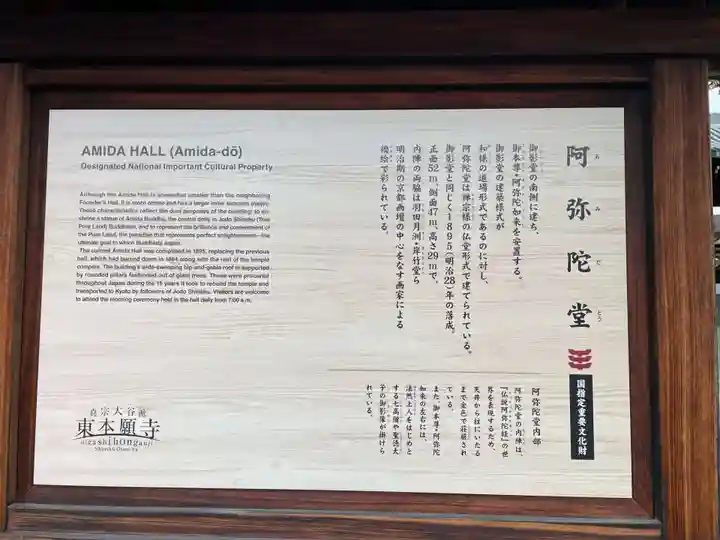 AMIDA HALL (Amida-dō)
Designated National Important Cultural Property
Although the Amida Hall is somewhat smaller than the neighboring
Founder's Hall, it is more ornate and has a larger inner sanctum proper.
These characteristics reflect the dual purposes of the building: to en-
shrine a statue of Amida Buddha, the central deity in Jodo Shinshu (True
Pure Land) Buddhism, and to represent the brilliance and contentment of
the Pure Land, the paradise that represents perfect enlightenment—the
ultimate goal to which Buddhists aspire.
The current Amida Hall was completed in 1895, replacing the previous
hall, which had burned down in 1864 along with the rest of the temple
complex. The building's wide-sweeping hip-and-gable roof is supported
by rounded pillars fashioned out of giant trees. These were procured
throughout Japan during the 15 years it took to rebuild the temple and
transported to Kyoto by followers of Jodo Shinshu. Visitors are welcome
to attend the morning ceremony held in the hall daily from 7:00 a.m.
阿弥陀堂
あみだどう
国指定重要文化財
御影堂の南側に建ち、
御本尊・阿弥陀如来を安置する。
御影堂の建築様式が
和様の道場形式であるのに対し、
阿弥陀堂は禅宗様の仏堂形式で建てられている。
御影堂と同じく1895(明治28)年の落成。
正面52m、側面47m、高さ29mで、
内陣の両脇は羽田月洲・岸竹堂ら
明治期の京都画壇の中心をなす画家による
襖絵で彩られている。
阿弥陀堂内部
阿弥陀堂の内陣は、
『仏説阿弥陀経』の世
界を表現するため、
天井から柱にいたる
まで金色で荘厳され
ている。
また、御本尊・阿弥陀
如来の左右には、
法然上人をはじめと
する七高僧や聖徳太
子の御影が掛けら
れている。
真宗大谷派
東本願寺
higashihonganji
Shinshū Ōtani-ha